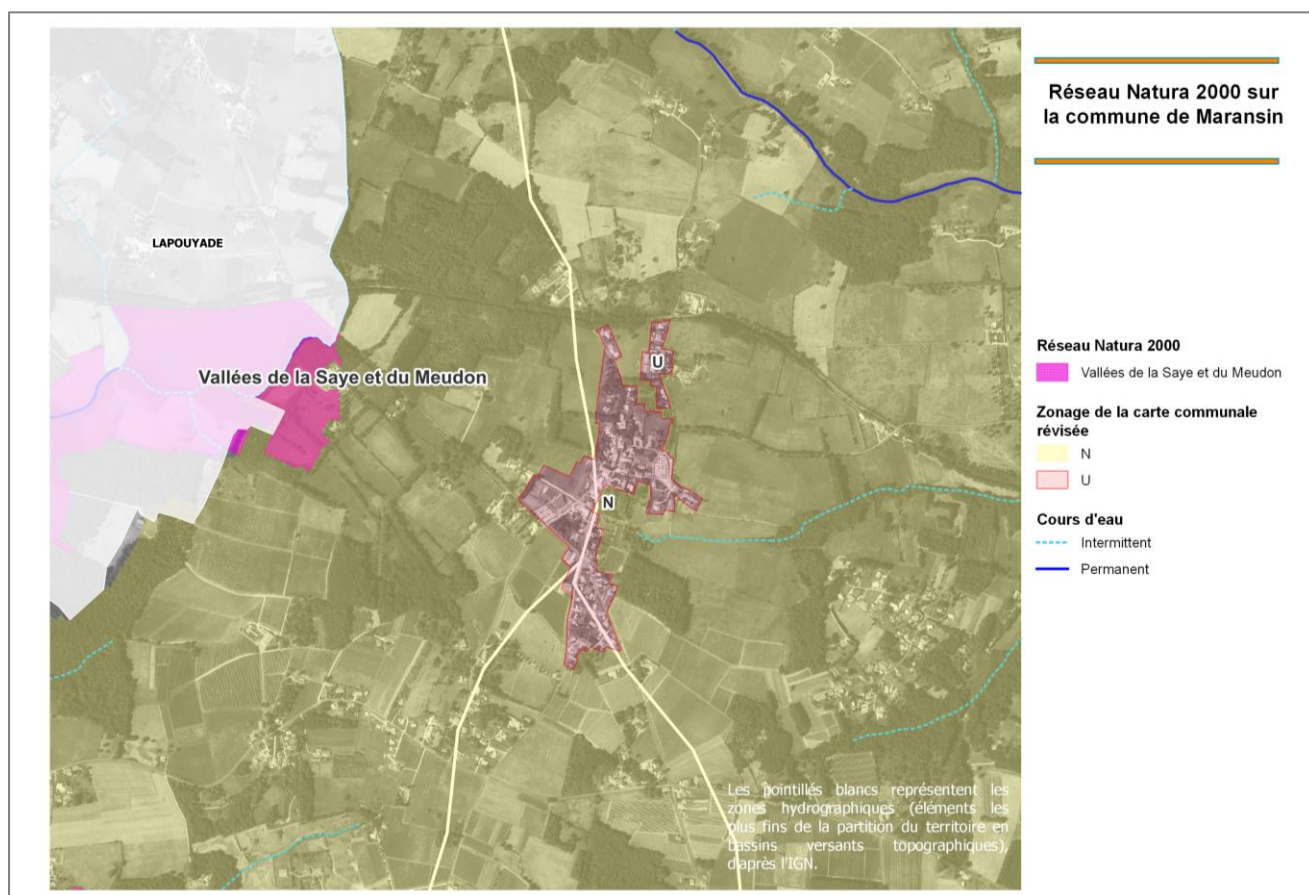 Réseau Natura 2000 sur
la commune de Maransin
LAPOUYADE
Vallées de la Saye et du Meudon
U
N
Réseau Natura 2000
Vallées de la Saye et du Meudon
Zonage de la carte communale
révisée
N
U
Cours d'eau
Intermittent
Permanent
Les pointillés blancs représentent les
zones hydrographiques (éléments les
plus fins de la partition du territoire en
bassins versants topographiques),
d'après l'IGN.